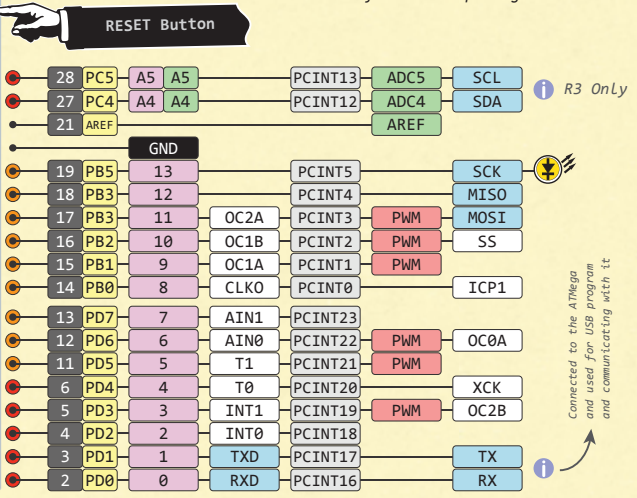 RESET Button
28 PC5 A5 A5 PCINT13 ADC5 SCL
27 PC4 A4 A4 PCINT12 ADC4 SDA
R3 Only
21 AREF AREF
GND
19 PB5 13 PCINT5 SCK
18 PB3 12 PCINT4 MISO
17 PB3 11 OC2A PCINT3 PWM MOSI
16 PB2 10 OC1B PCINT2 PWM SS
15 PB1 9 OC1A PCINT1 PWM
14 PB0 8 CLKO PCINT0 ICP1
13 PD7 7 AIN1 PCINT23
12 PD6 6 AIN0 PCINT22 PWM OC0A
11 PD5 5 T1 PCINT21 PWM
6 PD4 4 T0 PCINT20 XCK
5 PD3 3 INT1 PCINT19 PWM OC2B
4 PD2 2 INT0 PCINT18
3 PD1 1 TXD PCINT17 TX
2 PD0 0 RXD PCINT16 RX
Connected to the ATMega
and used for USB program
and communicating with it